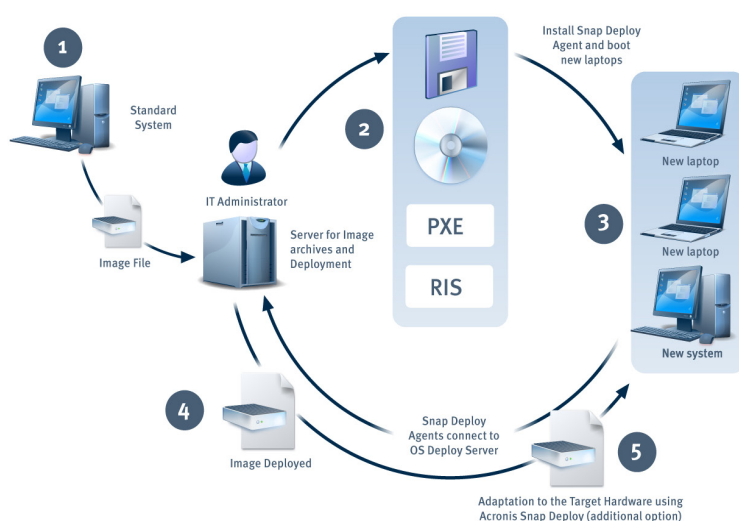 1
Standard
System
Image File
IT Administrator
Server for Image
archives and
Deployment
2
PXE
RIS
Install Snap Deploy
Agent and boot
new laptops
3
New laptop
New laptop
New system
4
Image Deployed
Snap Deploy
Agents connect to
OS Deploy Server
5
Adaptation to the Target Hardware using
Acronis Snap Deploy (additional option)